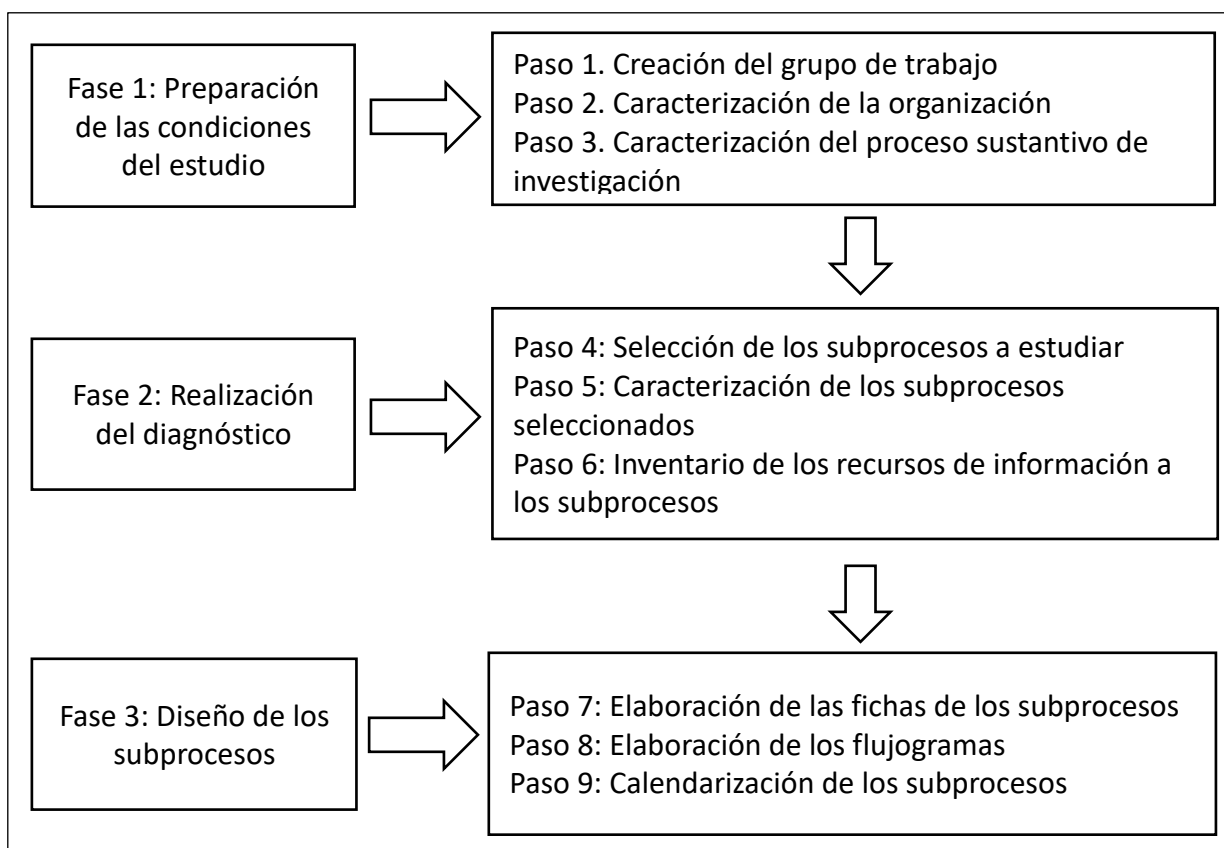 Fase 1: Preparación
de las condiciones
del estudio
Paso 1. Creación del grupo de trabajo
Paso 2. Caracterización de la organización
Paso 3. Caracterización del proceso sustantivo de
investigación
Fase 2: Realización
del diagnóstico
Paso 4: Selección de los subprocesos a estudiar
Paso 5: Caracterización de los subprocesos
seleccionados
Paso 6: Inventario de los recursos de información a
los subprocesos
Fase 3: Diseño de los
subprocesos
Paso 7: Elaboración de las fichas de los subprocesos
Paso 8: Elaboración de los flujogramas
Paso 9: Calendarización de los subprocesos